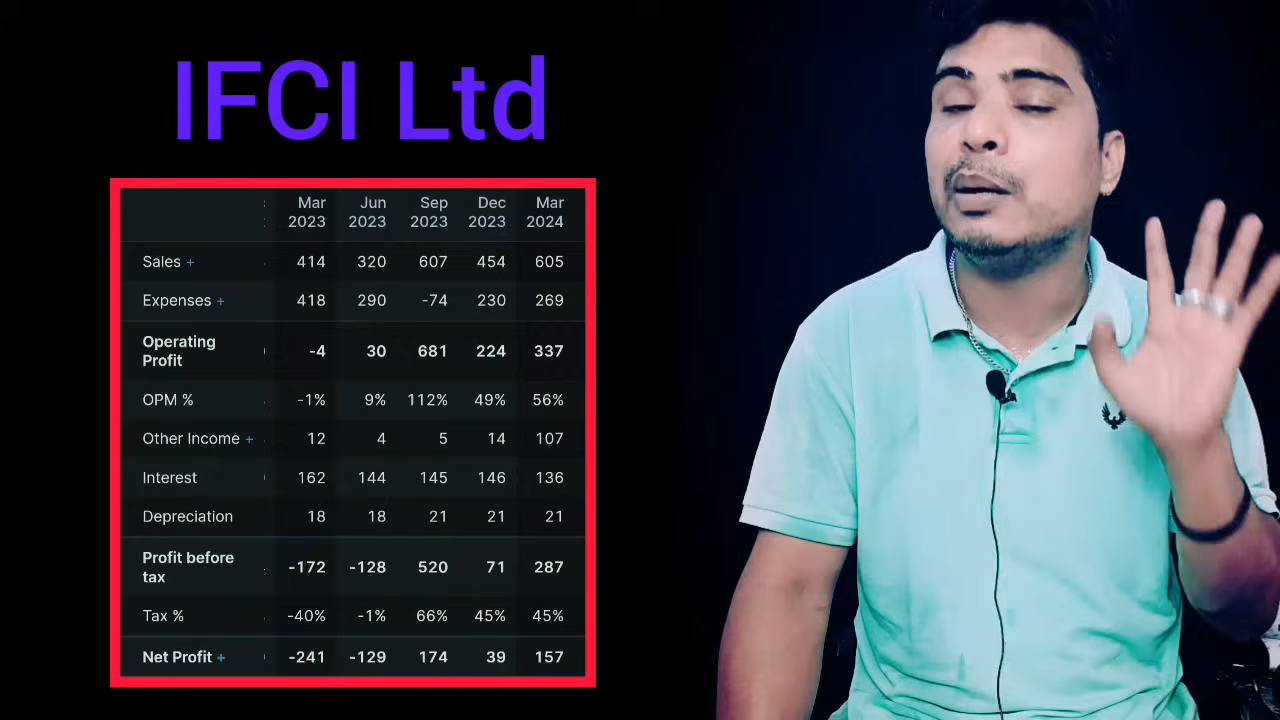 IFCI Ltd
Mar Jun Sep Dec Mar
2023 2023 2023 2023 2024
Sales + 414 320 607 454 605
Expenses + 418 290 -74 230 269
Operating
Profit -4 30 681 224 337
OPM % -1% 9% 112% 49% 56%
Other Income + 12 4 5 14 107
Interest 162 144 145 146 136
Depreciation 18 18 21 21 21
Profit before
tax -172 -128 520 71 287
Tax % -40% -1% 66% 45% 45%
Net Profit + -241 -129 174 39 157